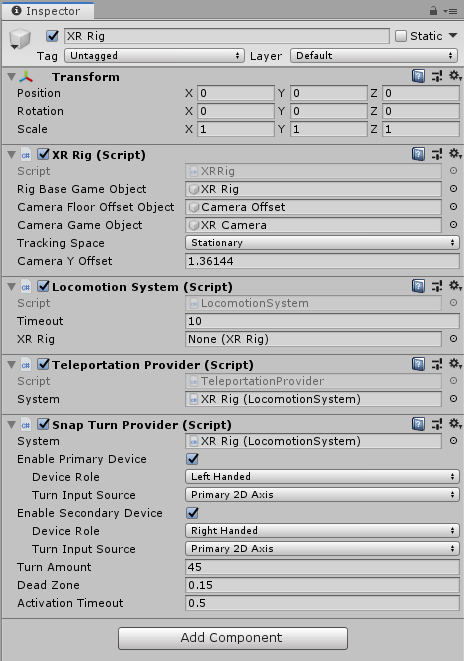 Inspector
XR Rig Static
Tag Untagged Layer Default
Transform
Position X 0 Y 0 Z 0
Rotation X 0 Y 0 Z 0
Scale X 1 Y 1 Z 1
XR Rig (Script)
Script XRRig
Rig Base Game Object XR Rig
Camera Floor Offset Object Camera Offset
Camera Game Object XR Camera
Tracking Space Stationary
Camera Y Offset 1.36144
Locomotion System (Script)
Script LocomotionSystem
Timeout 10
XR Rig None (XR Rig)
Teleportation Provider (Script)
Script TeleportationProvider
System XR Rig (LocomotionSystem)
Snap Turn Provider (Script)
System XR Rig (LocomotionSystem)
Enable Primary Device
Device Role Left Handed
Turn Input Source Primary 2D Axis
Enable Secondary Device
Device Role Right Handed
Turn Input Source Primary 2D Axis
Turn Amount 45
Dead Zone 0.15
Activation Timeout 0.5
Add Component